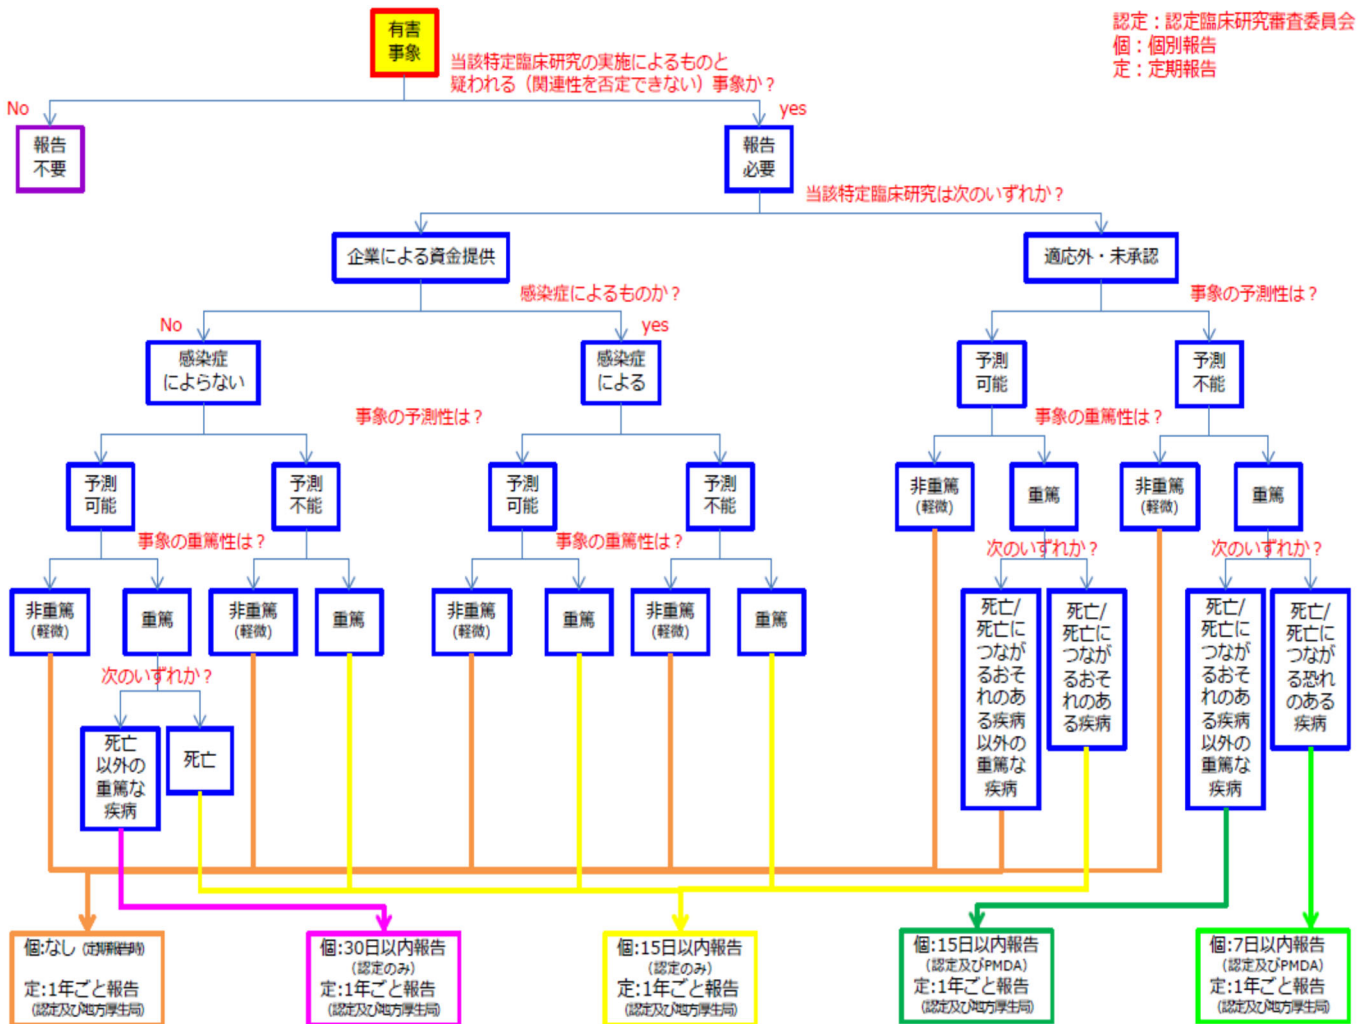 認定：認定臨床研究審査委員会
個：個別報告
定：定期報告
有害
事象
当該特定臨床研究の実施によるものと
疑われる（関連性を否定できない）事象か？
No
yes
報告
不要
報告
必要
当該特定臨床研究は次のいずれか？
企業による資金提供
適応外・未承認
感染症によるものか？
事象の予測性は？
No
yes
感染症
によらない
感染症
による
予測
可能
予測
不能
事象の予測性は？
事象の重篤性は？
予測
可能
予測
不能
予測
可能
予測
不能
非重篤
(軽微)
重篤
非重篤
(軽微)
重篤
事象の重篤性は？
事象の重篤性は？
次のいずれか？
次のいずれか？
非重篤
(軽微)
重篤
非重篤
(軽微)
重篤
非重篤
(軽微)
重篤
非重篤
(軽微)
重篤
死亡/
死亡に
つなが
るおそ
れのあ
る疾病
以外の
重篤な
疾病
死亡/
死亡に
つなが
るおそ
れのあ
る疾病
死亡/
死亡に
つなが
るおそ
れのあ
る疾病
以外の
重篤な
疾病
死亡/
死亡に
つなが
る恐れ
のある
疾病
次のいずれか？
死亡
以外の
重篤な
疾病
死亡
個:なし (定期報告時)
定:1年ごと報告
(認定及び地方厚生局)
個:30日以内報告
(認定のみ)
定:1年ごと報告
(認定及び地方厚生局)
個:15日以内報告
(認定のみ)
定:1年ごと報告
(認定及び地方厚生局)
個:15日以内報告
(認定及びPMDA)
定:1年ごと報告
(認定及び地方厚生局)
個:7日以内報告
(認定及びPMDA)
定:1年ごと報告
(認定及び地方厚生局)